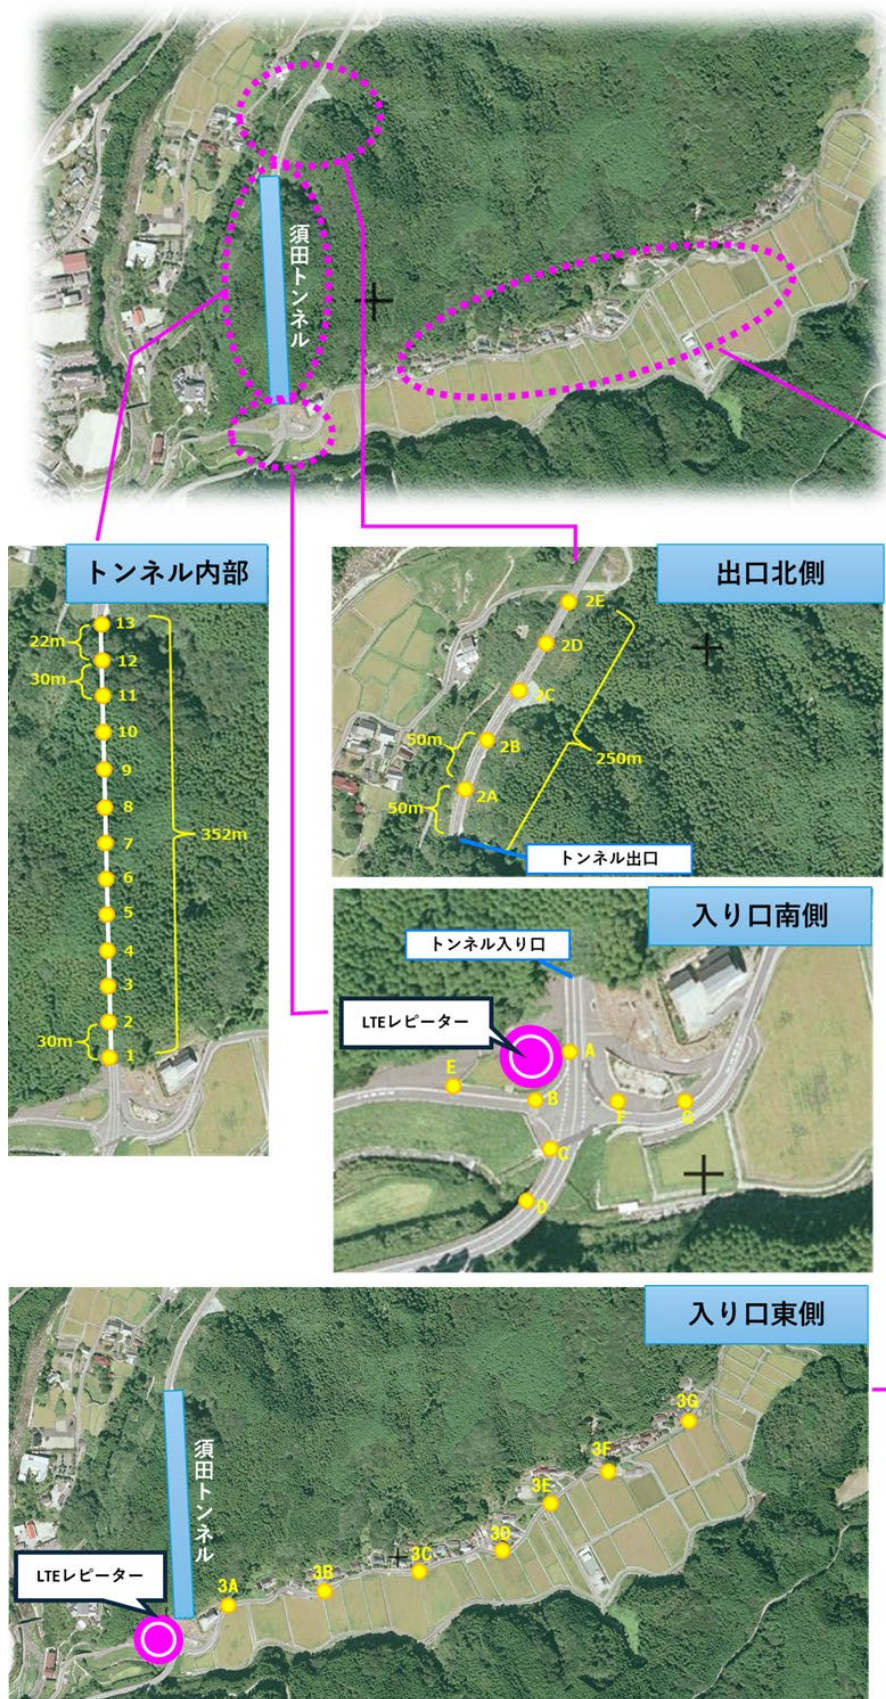 須田トンネル
トンネル内部
13
22m
12
30m
11
10
9
8
352m
7
6
5
4
3
2
30m
1
出口北側
2E
2D
2C
50m
2B
250m
50m
2A
トンネル出口
入り口南側
トンネル入り口
LTEレピーター
A
E
B
F
G
C
D
入り口東側
3G
3F
須田トンネル
3E
3D
3C
LTEレピーター
3B
3A